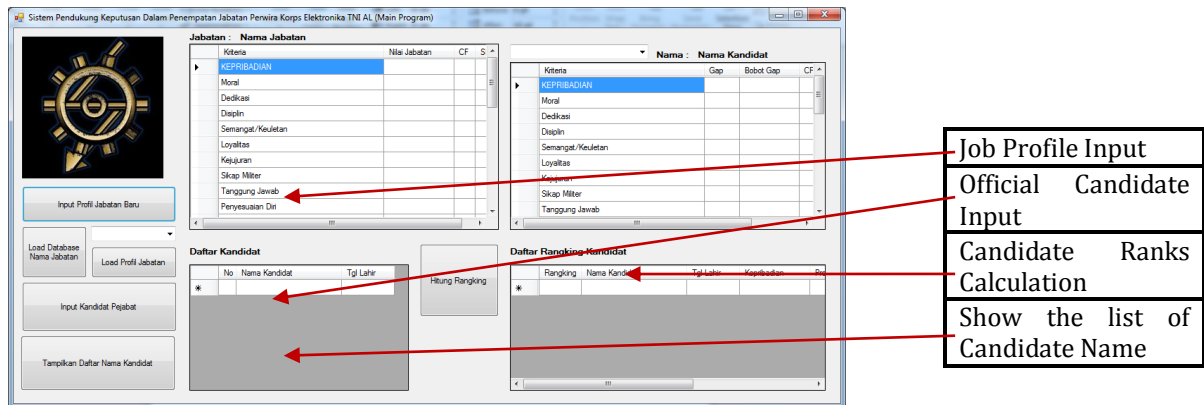 Sistem Pendukung Keputusan Dalam Penempatan Jabatan Perwira Korps Elektronika TNI AL (Main Program)
Jabatan : Nama Jabatan
Kriteria Nilai Jabatan CF S
KEPRIBADIAN
Moral
Dedikasi
Disiplin
Semangat/Keuletan
Loyalitas
Kejujuran
Sikap Militer
Tanggung Jawab
Penyesuaian Diri
Nama : Nama Kandidat
Kriteria Gap Bobot Gap CF
KEPRIBADIAN
Moral
Dedikasi
Disiplin
Semangat/Keuletan
Loyalitas
Kejujuran
Sikap Militer
Tanggung Jawab
Input Profil Jabatan Baru
Load Database
Nama Jabatan
Load Profil Jabatan
Input Kandidat Pejabat
Tampilkan Daftar Nama Kandidat
Daftar Kandidat
No Nama Kandidat Tgl Lahir
Hitung Rangking
Daftar Rangking Kandidat
Rangking Nama Kandidat Tgl Lahir Kepribadian Pro
Job Profile Input
Official Candidate
Input
Candidate Ranks
Calculation
Show the list of
Candidate Name